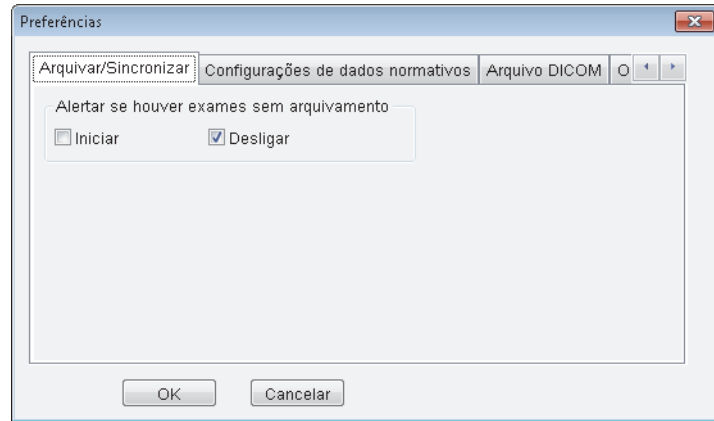 Preferências
Arquivar/Sincronizar Configurações de dados normativos Arquivo DICOM O
Alertar se houver exames sem arquivamento
Iniciar Desligar
OK Cancelar